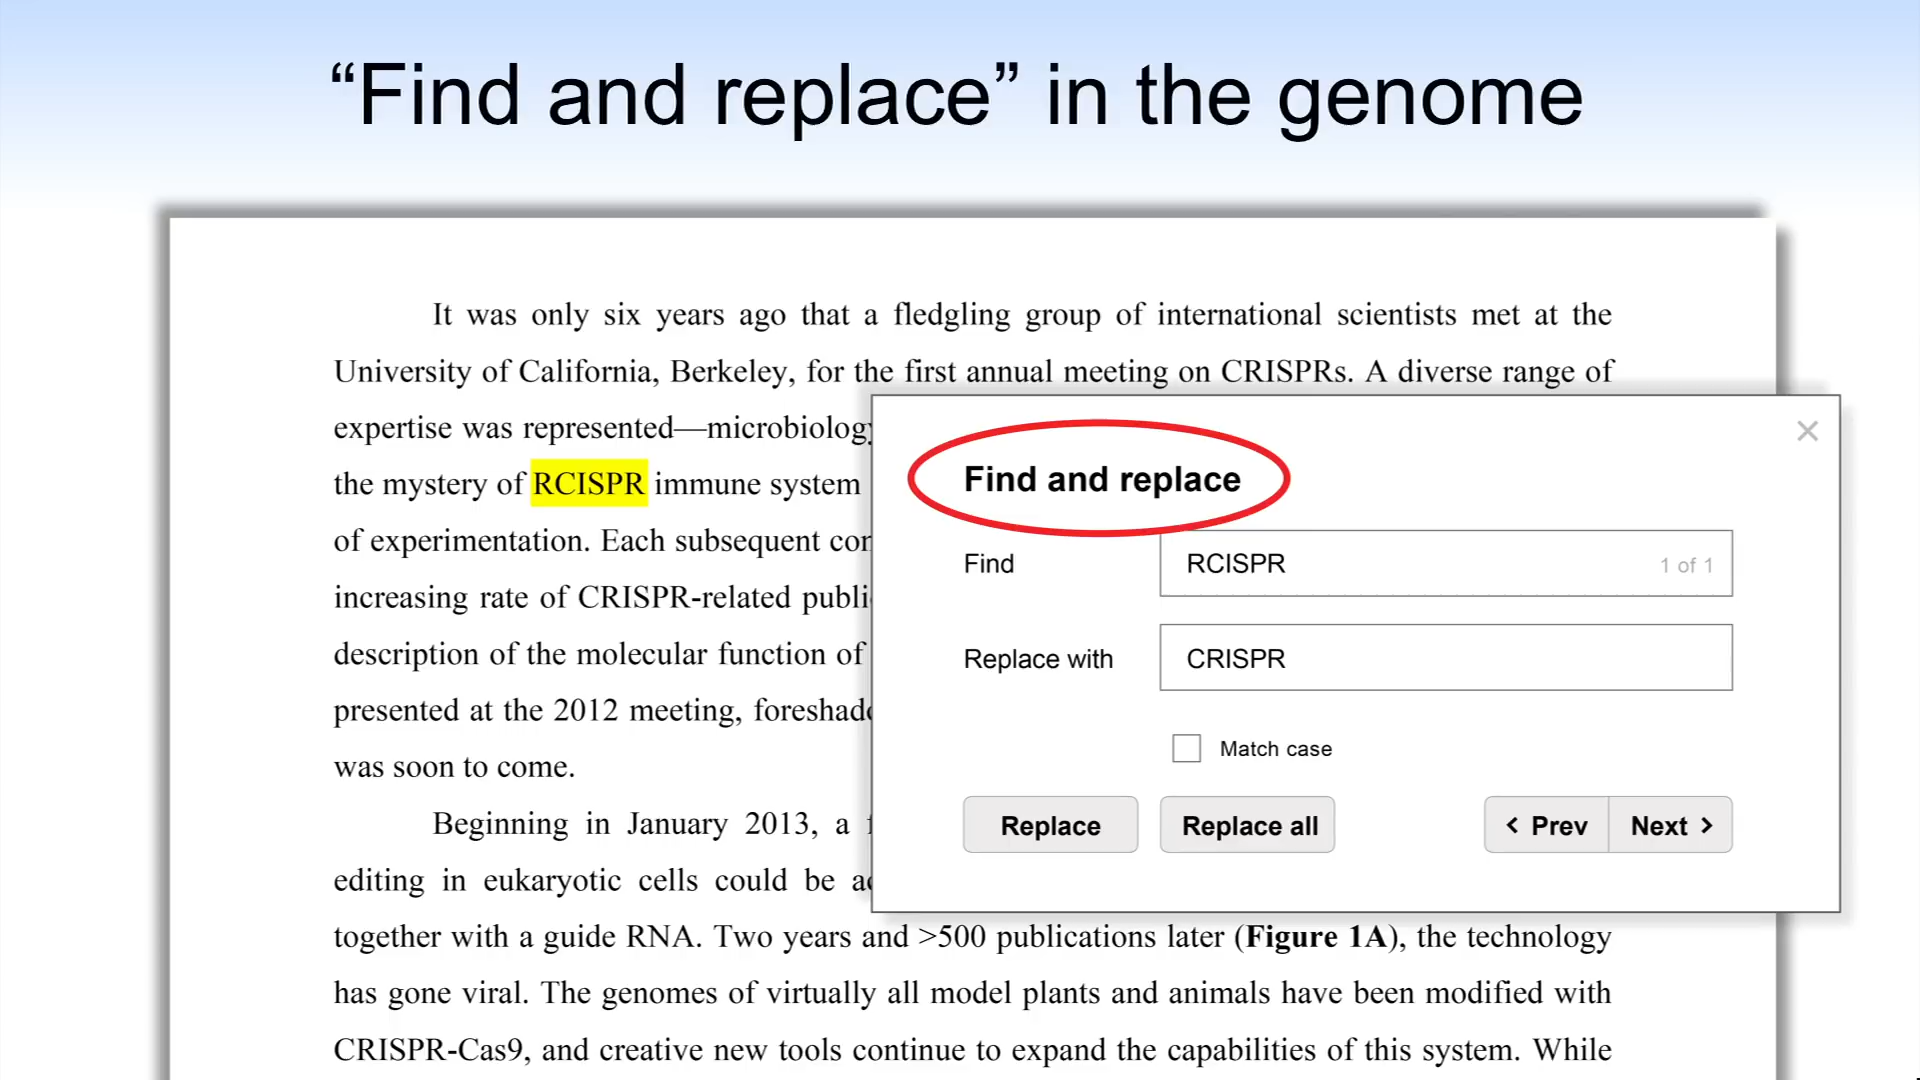 “Find and replace” in the genome
It was only six years ago that a fledgling group of international scientists met at the
University of California, Berkeley, for the first annual meeting on CRISPRs. A diverse range of
expertise was represented—microbiology
the mystery of RCISPR immune system
of experimentation. Each subsequent
increasing rate of CRISPR-related
description of the molecular function of
presented at the 2012 meeting,
was soon to come.
Beginning in January 2013, a
editing in eukaryotic cells could be
together with a guide RNA. Two years and >500 publications later (Figure 1A), the technology
has gone viral. The genomes of virtually all model plants and animals have been modified with
CRISPR-Cas9, and creative new tools continue to expand the capabilities of this system. While
Find and replace
Find RCISPR 1 of 1
Replace with CRISPR
Match case
Replace Replace all Prev Next